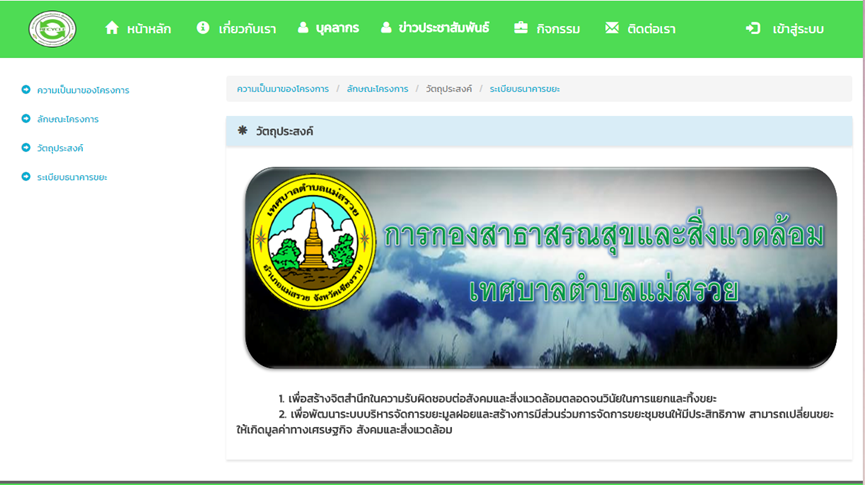 หน้าหลัก เกี่ยวกับเรา บุคลากร ข่าวประชาสัมพันธ์ กิจกรรม ติดต่อเรา เข้าสู่ระบบ
ความเป็นมาของโครงการ
ลักษณะโครงการ
วัตถุประสงค์
ระเบียบธนาคารขยะ
ความเป็นมาของโครงการ / ลักษณะโครงการ / วัตถุประสงค์ / ระเบียบธนาคารขยะ
วัตถุประสงค์
เทศบาลตำบลแม่สรวย
อำเภอแม่สรวย จังหวัดเชียงราย
การกองสาธาสรณสุขและสิ่งแวดล้อม
เทศบาลตำบลแม่สรวย
1. เพื่อสร้างจิตสำนึกในความรับผิดชอบต่อสังคมและสิ่งแวดล้อมตลอดจนวินัยในการแยกและทิ้งขยะ
2. เพื่อพัฒนาระบบบริหารจัดการขยะมูลฝอยและสร้างการมีส่วนร่วมการจัดการขยะชุมชนให้มีประสิทธิภาพ สามารถเปลี่ยนขยะ
ให้เกิดมูลค่าทางเศรษฐกิจ สังคมและสิ่งแวดล้อม